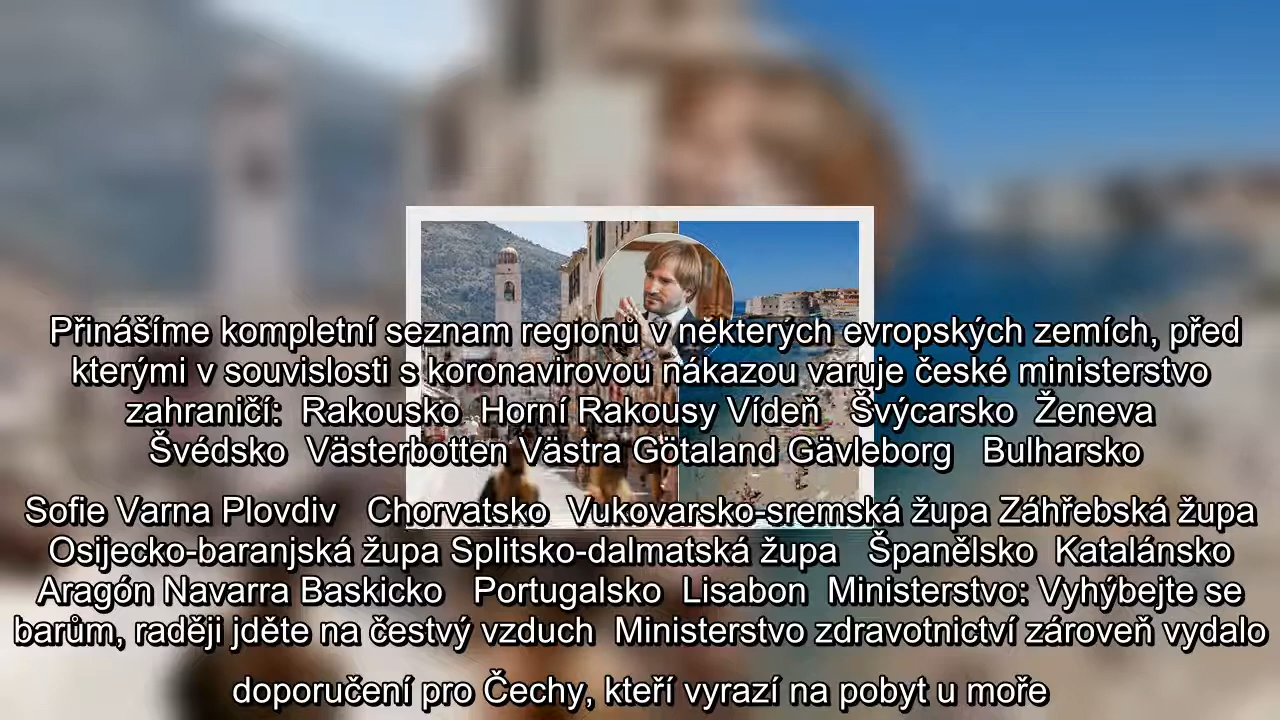 Přinášíme kompletní seznam regionů v některých evropských zemích, před
kterými v souvislosti s koronavirovou nákazou varuje české ministerstvo
zahraničí: Rakousko Horní Rakousy Vídeň Švýcarsko Ženeva
Švédsko Västerbotten Västra Götaland Gävleborg Bulharsko
Sofie Varna Plovdiv Chorvatsko Vukovarsko-sremská župa Záhřebská župa
Osijecko-baranjská župa Splitsko-dalmatská župa Španělsko Katalánsko
Aragón Navarra Baskicko Portugalsko Lisabon Ministerstvo: Vyhýbejte se
barům, raději jděte na čestvý vzduch Ministerstvo zdravotnictví zároveň vydalo
doporučení pro Čechy, kteří vyrazí na pobyt u moře